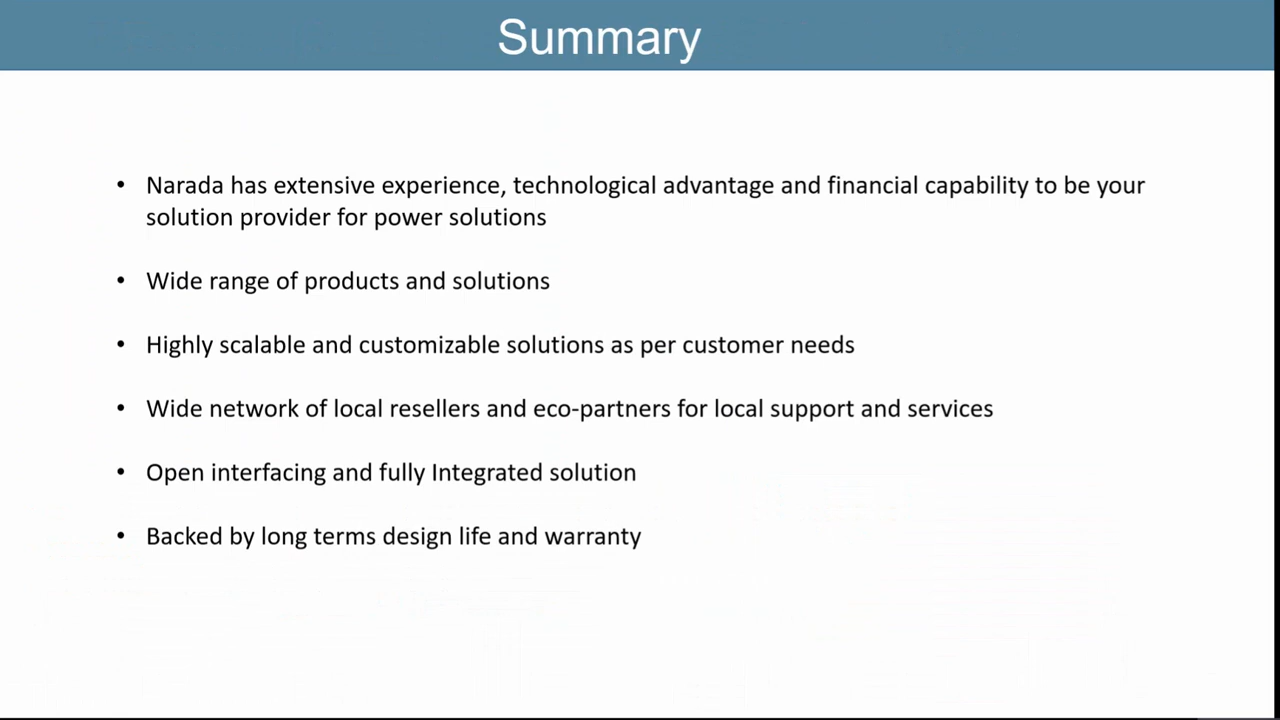 Summary
• Narada has extensive experience, technological advantage and financial capability to be your
solution provider for power solutions
• Wide range of products and solutions
• Highly scalable and customizable solutions as per customer needs
• Wide network of local resellers and eco-partners for local support and services
• Open interfacing and fully Integrated solution
• Backed by long terms design life and warranty